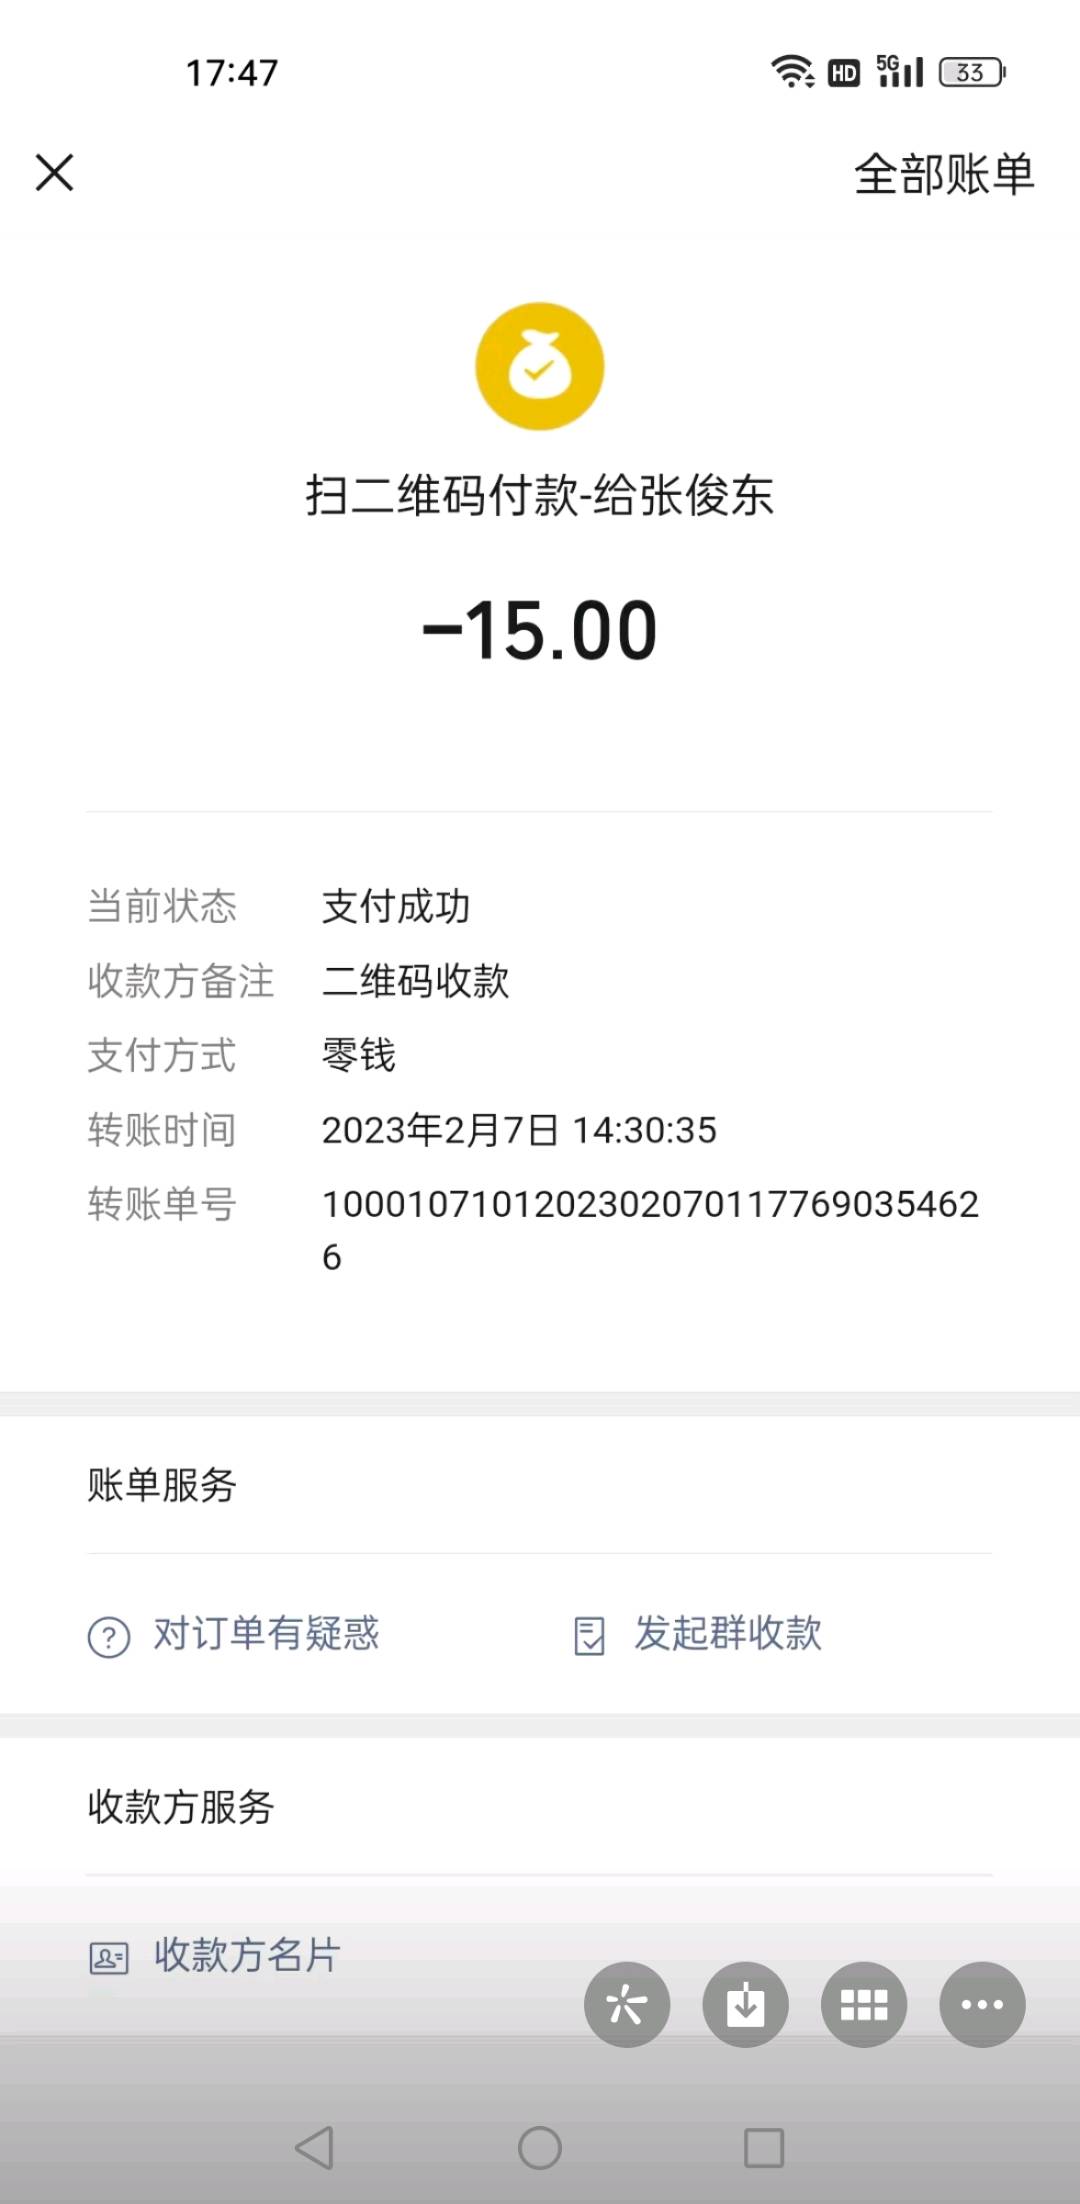 17:47
HD 5G 33
全部账单
扫二维码付款-给张俊东
-15.00
当前状态 支付成功
收款方备注 二维码收款
支付方式 零钱
转账时间 2023年2月7日 14:30:35
转账单号 1000107101202302070117769035462
6
账单服务
对订单有疑惑 发起群收款
收款方服务
收款方名片